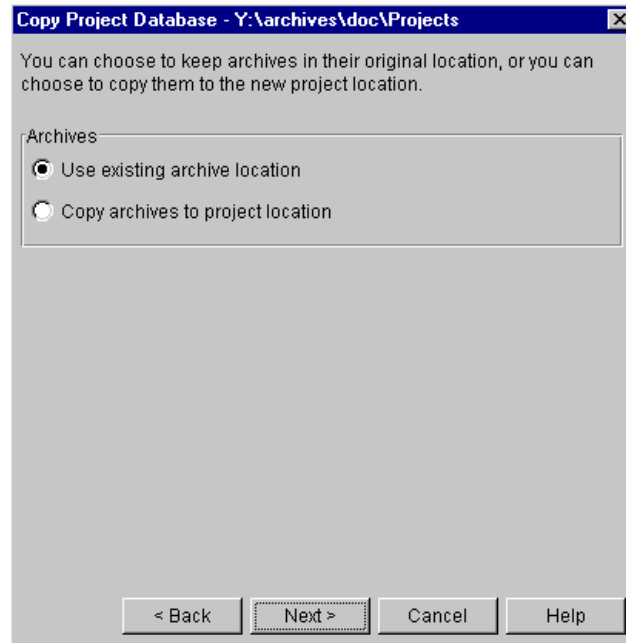 Copy Project Database - Y:\archives\doc\Projects
You can choose to keep archives in their original location, or you can
choose to copy them to the new project location.
Archives
Use existing archive location
Copy archives to project location
< Back Next > Cancel Help